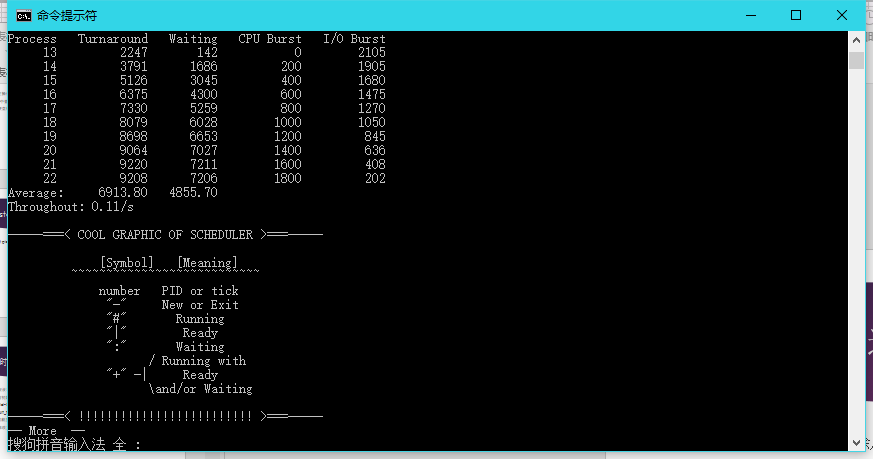 命令提示符
Process Turnaround Waiting CPU Burst I/O Burst
13 2247 142 0 2105
14 3791 1686 200 1905
15 5126 3045 400 1680
16 6375 4300 600 1475
17 7330 5259 800 1270
18 8079 6028 1000 1050
19 8698 6653 1200 845
20 9064 7027 1400 636
21 9220 7211 1600 408
22 9208 7206 1800 202
Average: 6913.80 4855.70
Throughout: 0.11/s
─────═══< COOL GRAPHIC OF SCHEDULER >═══─────
[Symbol] [Meaning]
~~~~~~~~~~~~~~~~~~~~~~~~~~~
number PID or tick
"-" New or Exit
"#" Running
"|" Ready
":" Waiting
/ Running with
"+" -| Ready
\and/or Waiting
─────═══< !!!!!!!!!!!!!!!!!!!!!!!!! >═══─────
-- More --
搜狗拼音输入法 全 :